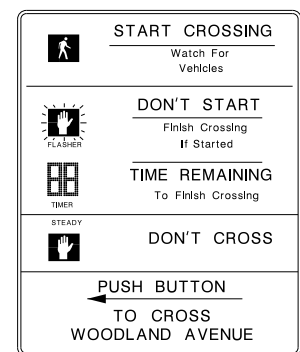 START CROSSING
Watch For
Vehicles
DON'T START
Finish Crossing
If Started
FLASHER
TIME REMAINING
To Finish Crossing
TIMER
STEADY
DON'T CROSS
PUSH BUTTON
TO CROSS
WOODLAND AVENUE